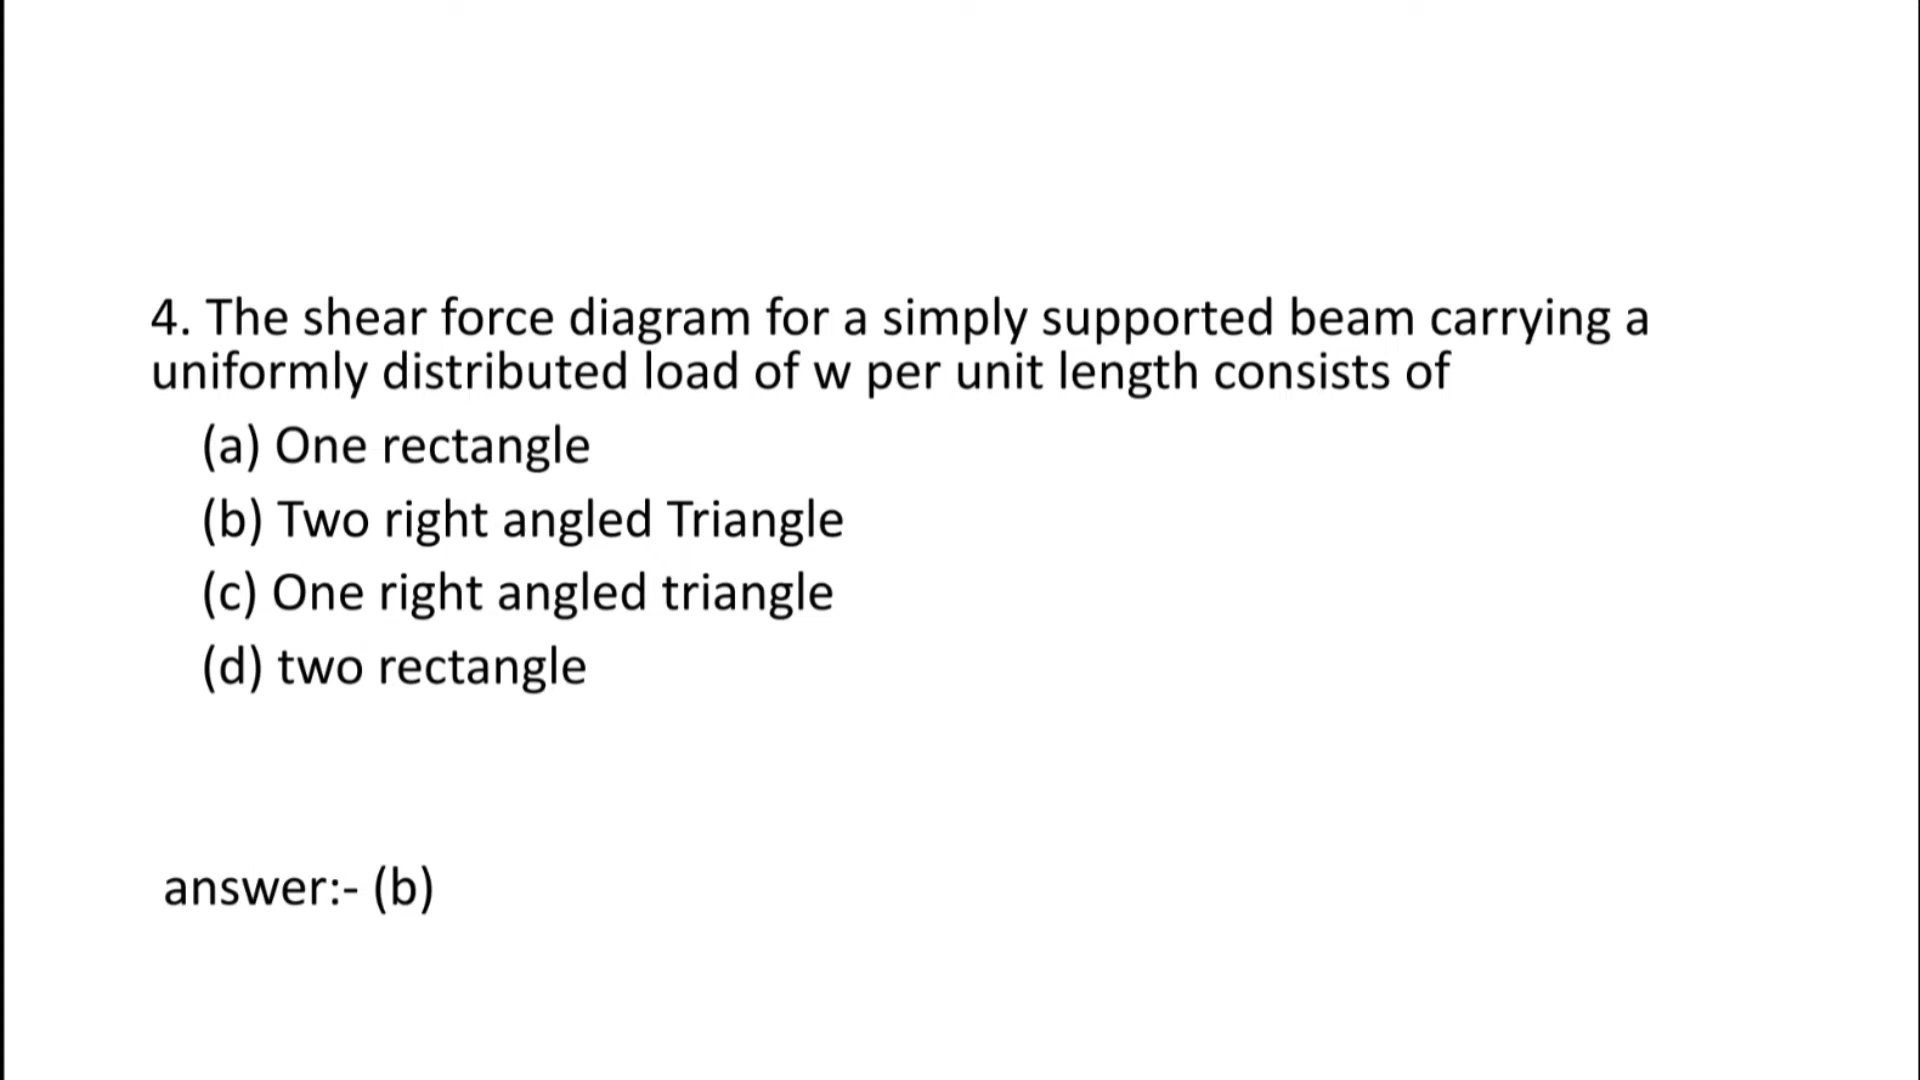 4. The shear force diagram for a simply supported beam carrying a
uniformly distributed load of w per unit length consists of
(a) One rectangle
(b) Two right angled Triangle
(c) One right angled triangle
(d) two rectangle
answer:- (b)